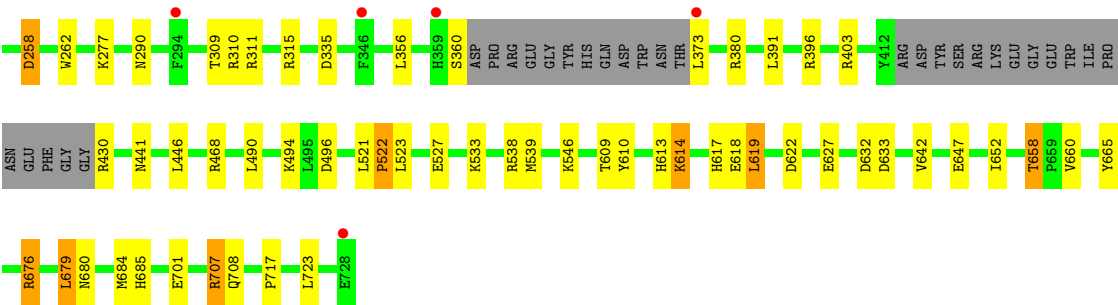 D258 W262 K277 N290 F294 T309 R310 R311 R315 D335 F346 L356 H359 S360 ASP PRO ARG GLU GLY TYR HIS GLN ASP TRP ASN THR L373 R380 L391 R396 R403 Y412 ARG ASP TYR SER ARG LYS GLU GLY GLU TRP ILE PRO
ASN GLU PHE GLY GLY R430 N441 L446 R468 L490 K494 L495 D496 L521 P522 L523 E527 K533 R538 M539 K546 T609 Y610 H613 K614 H617 E618 L619 D622 E627 D632 D633 V642 E647 I652 T658 P659 V660 Y665
R676 L679 N680 M684 H685 E701 R707 Q708 P717 L723 E728